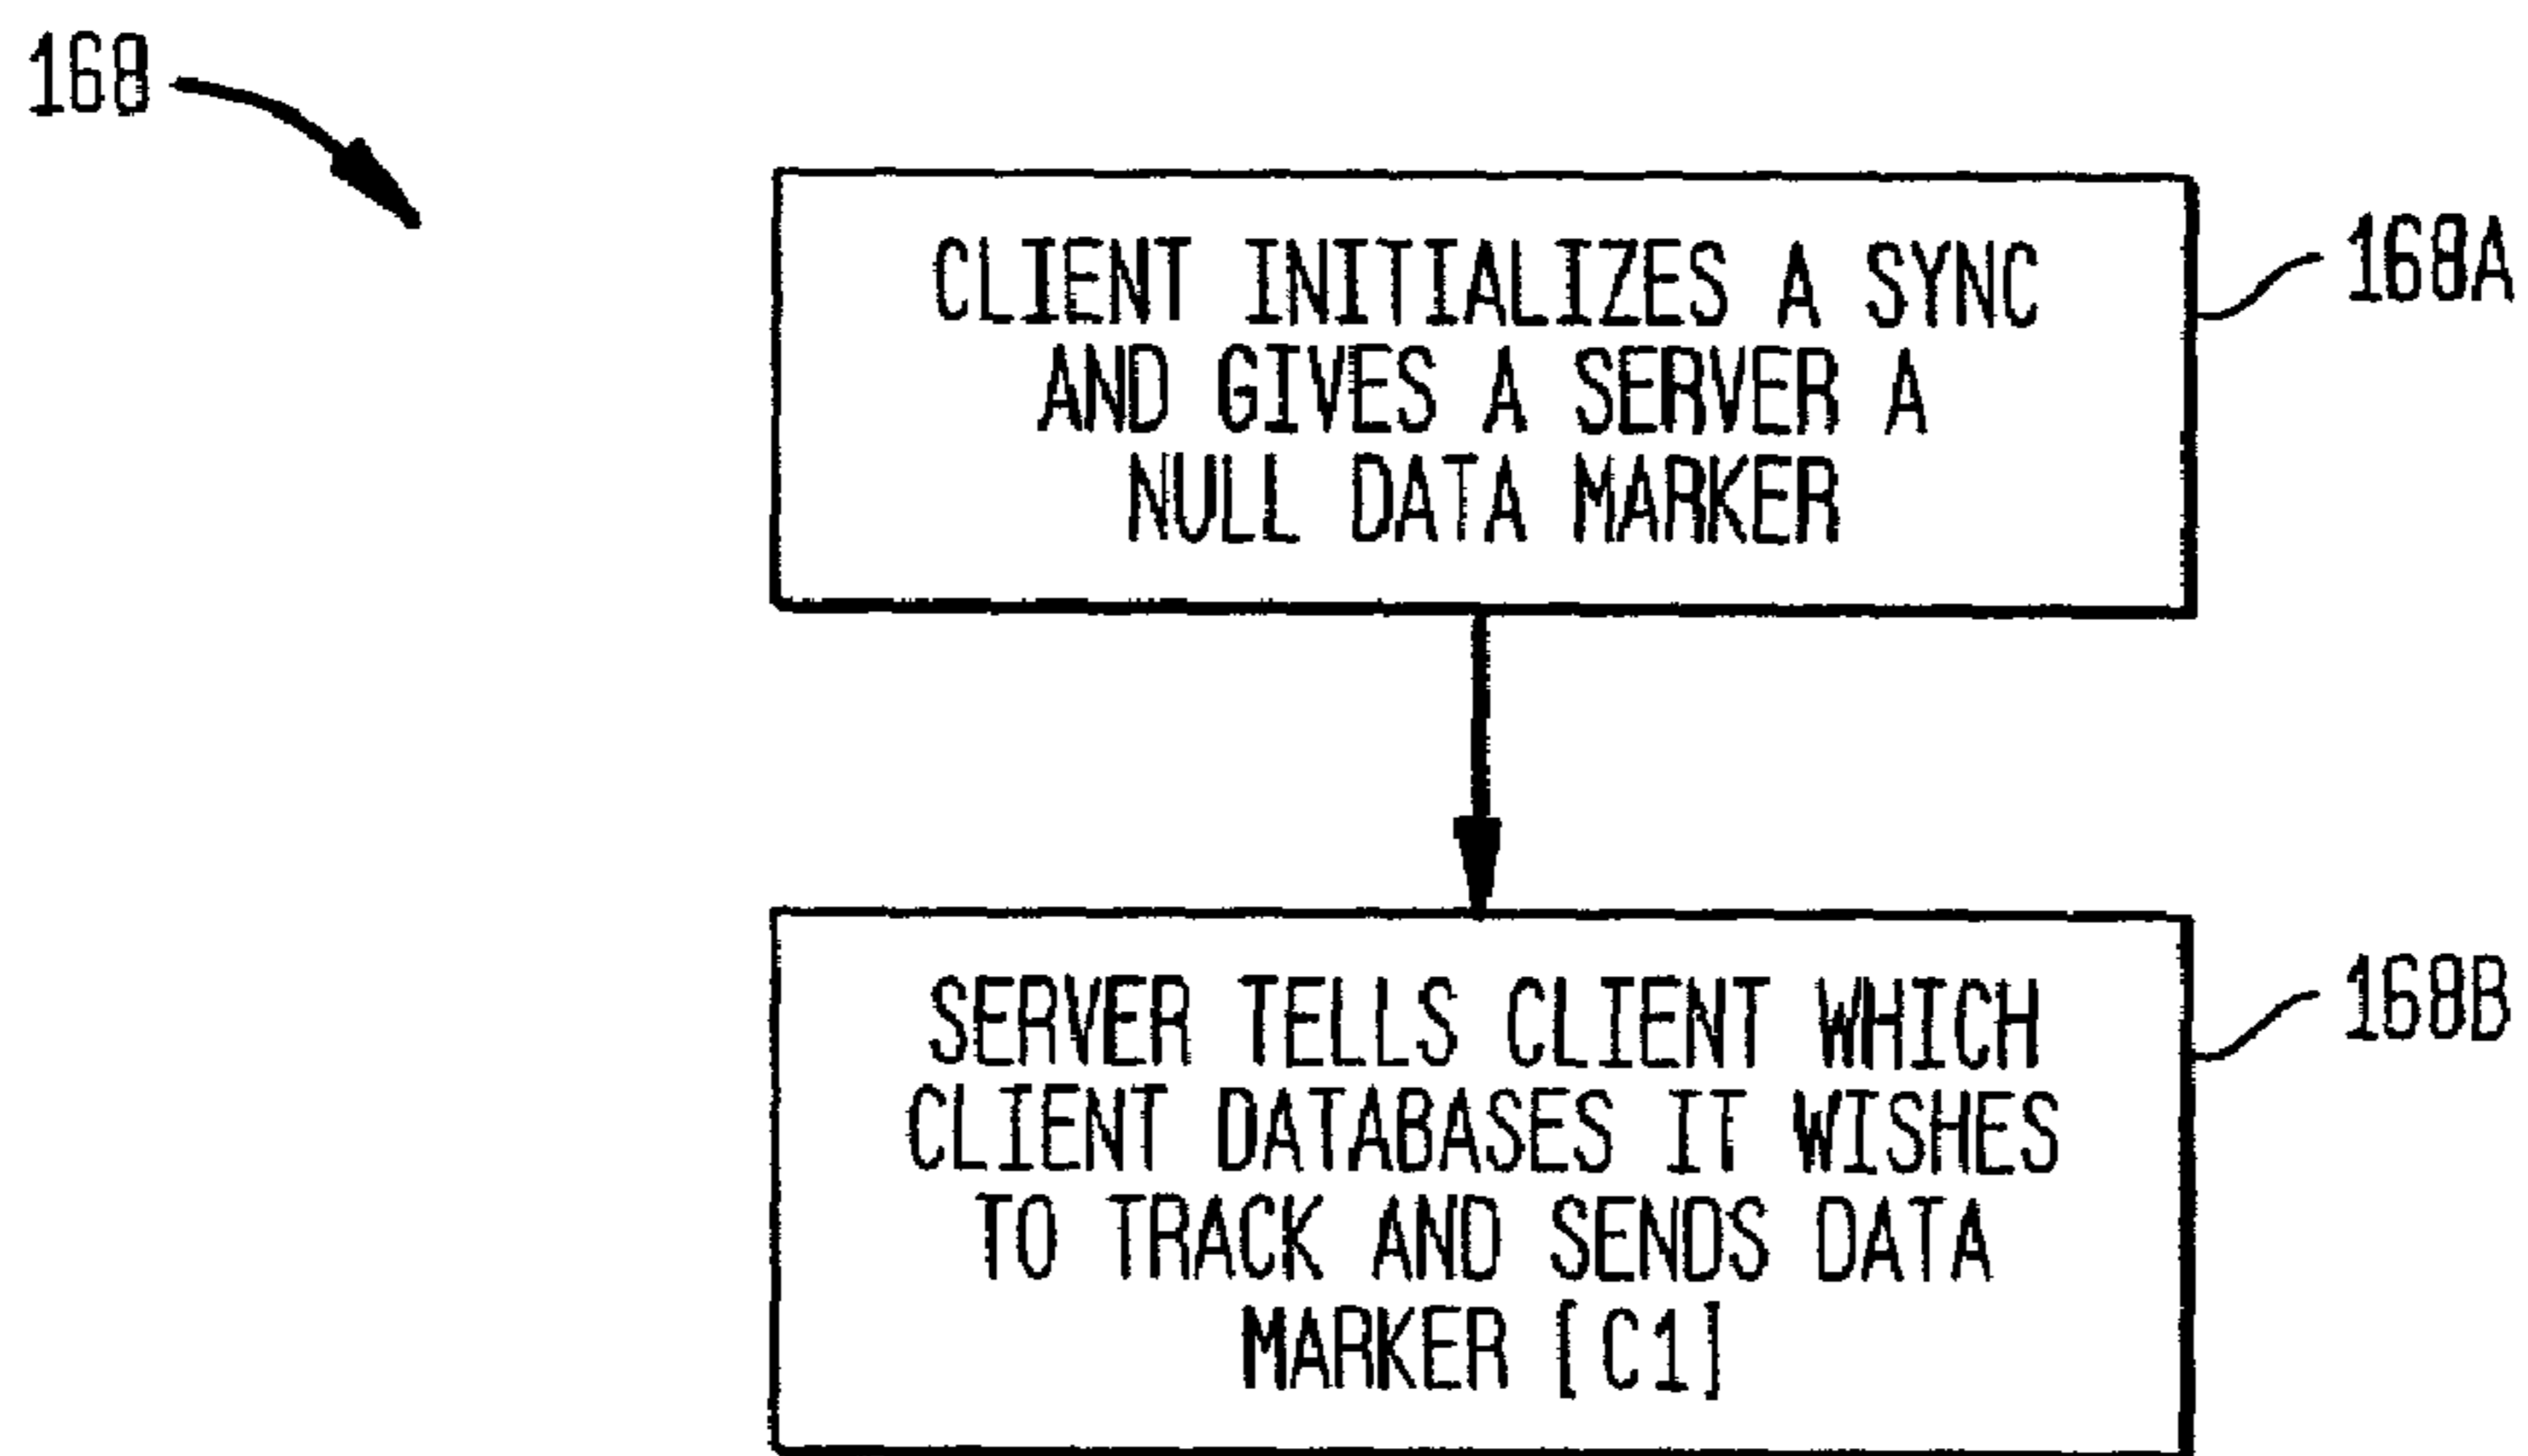 168
CLIENT INITIALIZES A SYNC
AND GIVES A SERVER A
NULL DATA MARKER
168A
SERVER TELLS CLIENT WHICH
CLIENT DATABASES IT WISHES
TO TRACK AND SENDS DATA
MARKER [C1]
168B